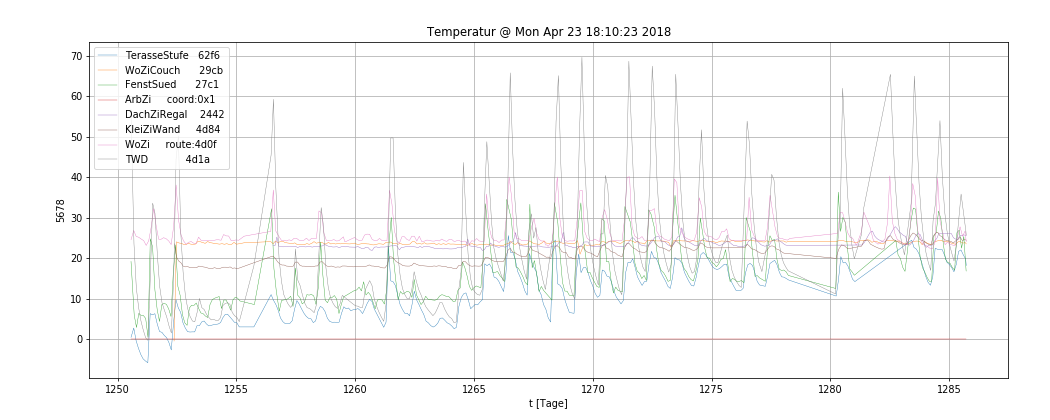 Temperatur @ Mon Apr 23 18:10:23 2018
70
60
50
40
30
20
10
0
5678
TerasseStufe 62f6
WoZiCouch 29cb
FenstSued 27c1
ArbZi coord:0x1
DachZiRegal 2442
KleiZiWand 4d84
WoZi route:4d0f
TWD 4d1a
1250 1255 1260 1265 1270 1275 1280 1285
t [Tage]